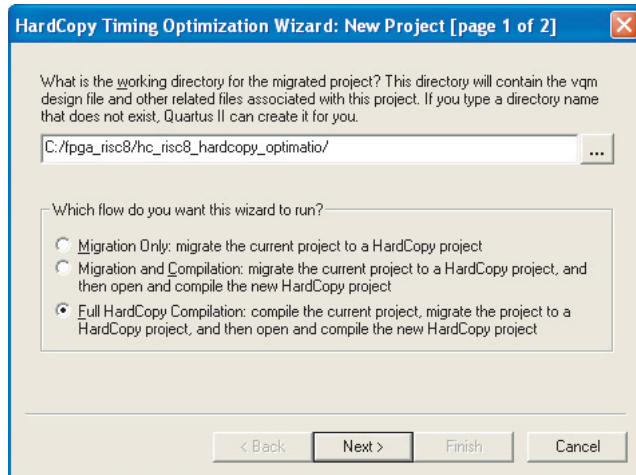 HardCopy Timing Optimization Wizard: New Project [page 1 of 2]
What is the working directory for the migrated project? This directory will contain the vqm
design file and other related files associated with this project. If you type a directory name
that does not exist, Quartus II can create it for you.
C:/fpga_risc8/hc_risc8_hardcopy_optimatio/
...
Which flow do you want this wizard to run?
Migration Only: migrate the current project to a HardCopy project
Migration and Compilation: migrate the current project to a HardCopy project, and
then open and compile the new HardCopy project
Full HardCopy Compilation: compile the current project, migrate the project to a
HardCopy project, and then open and compile the new HardCopy project
< Back
Next >
Finish
Cancel